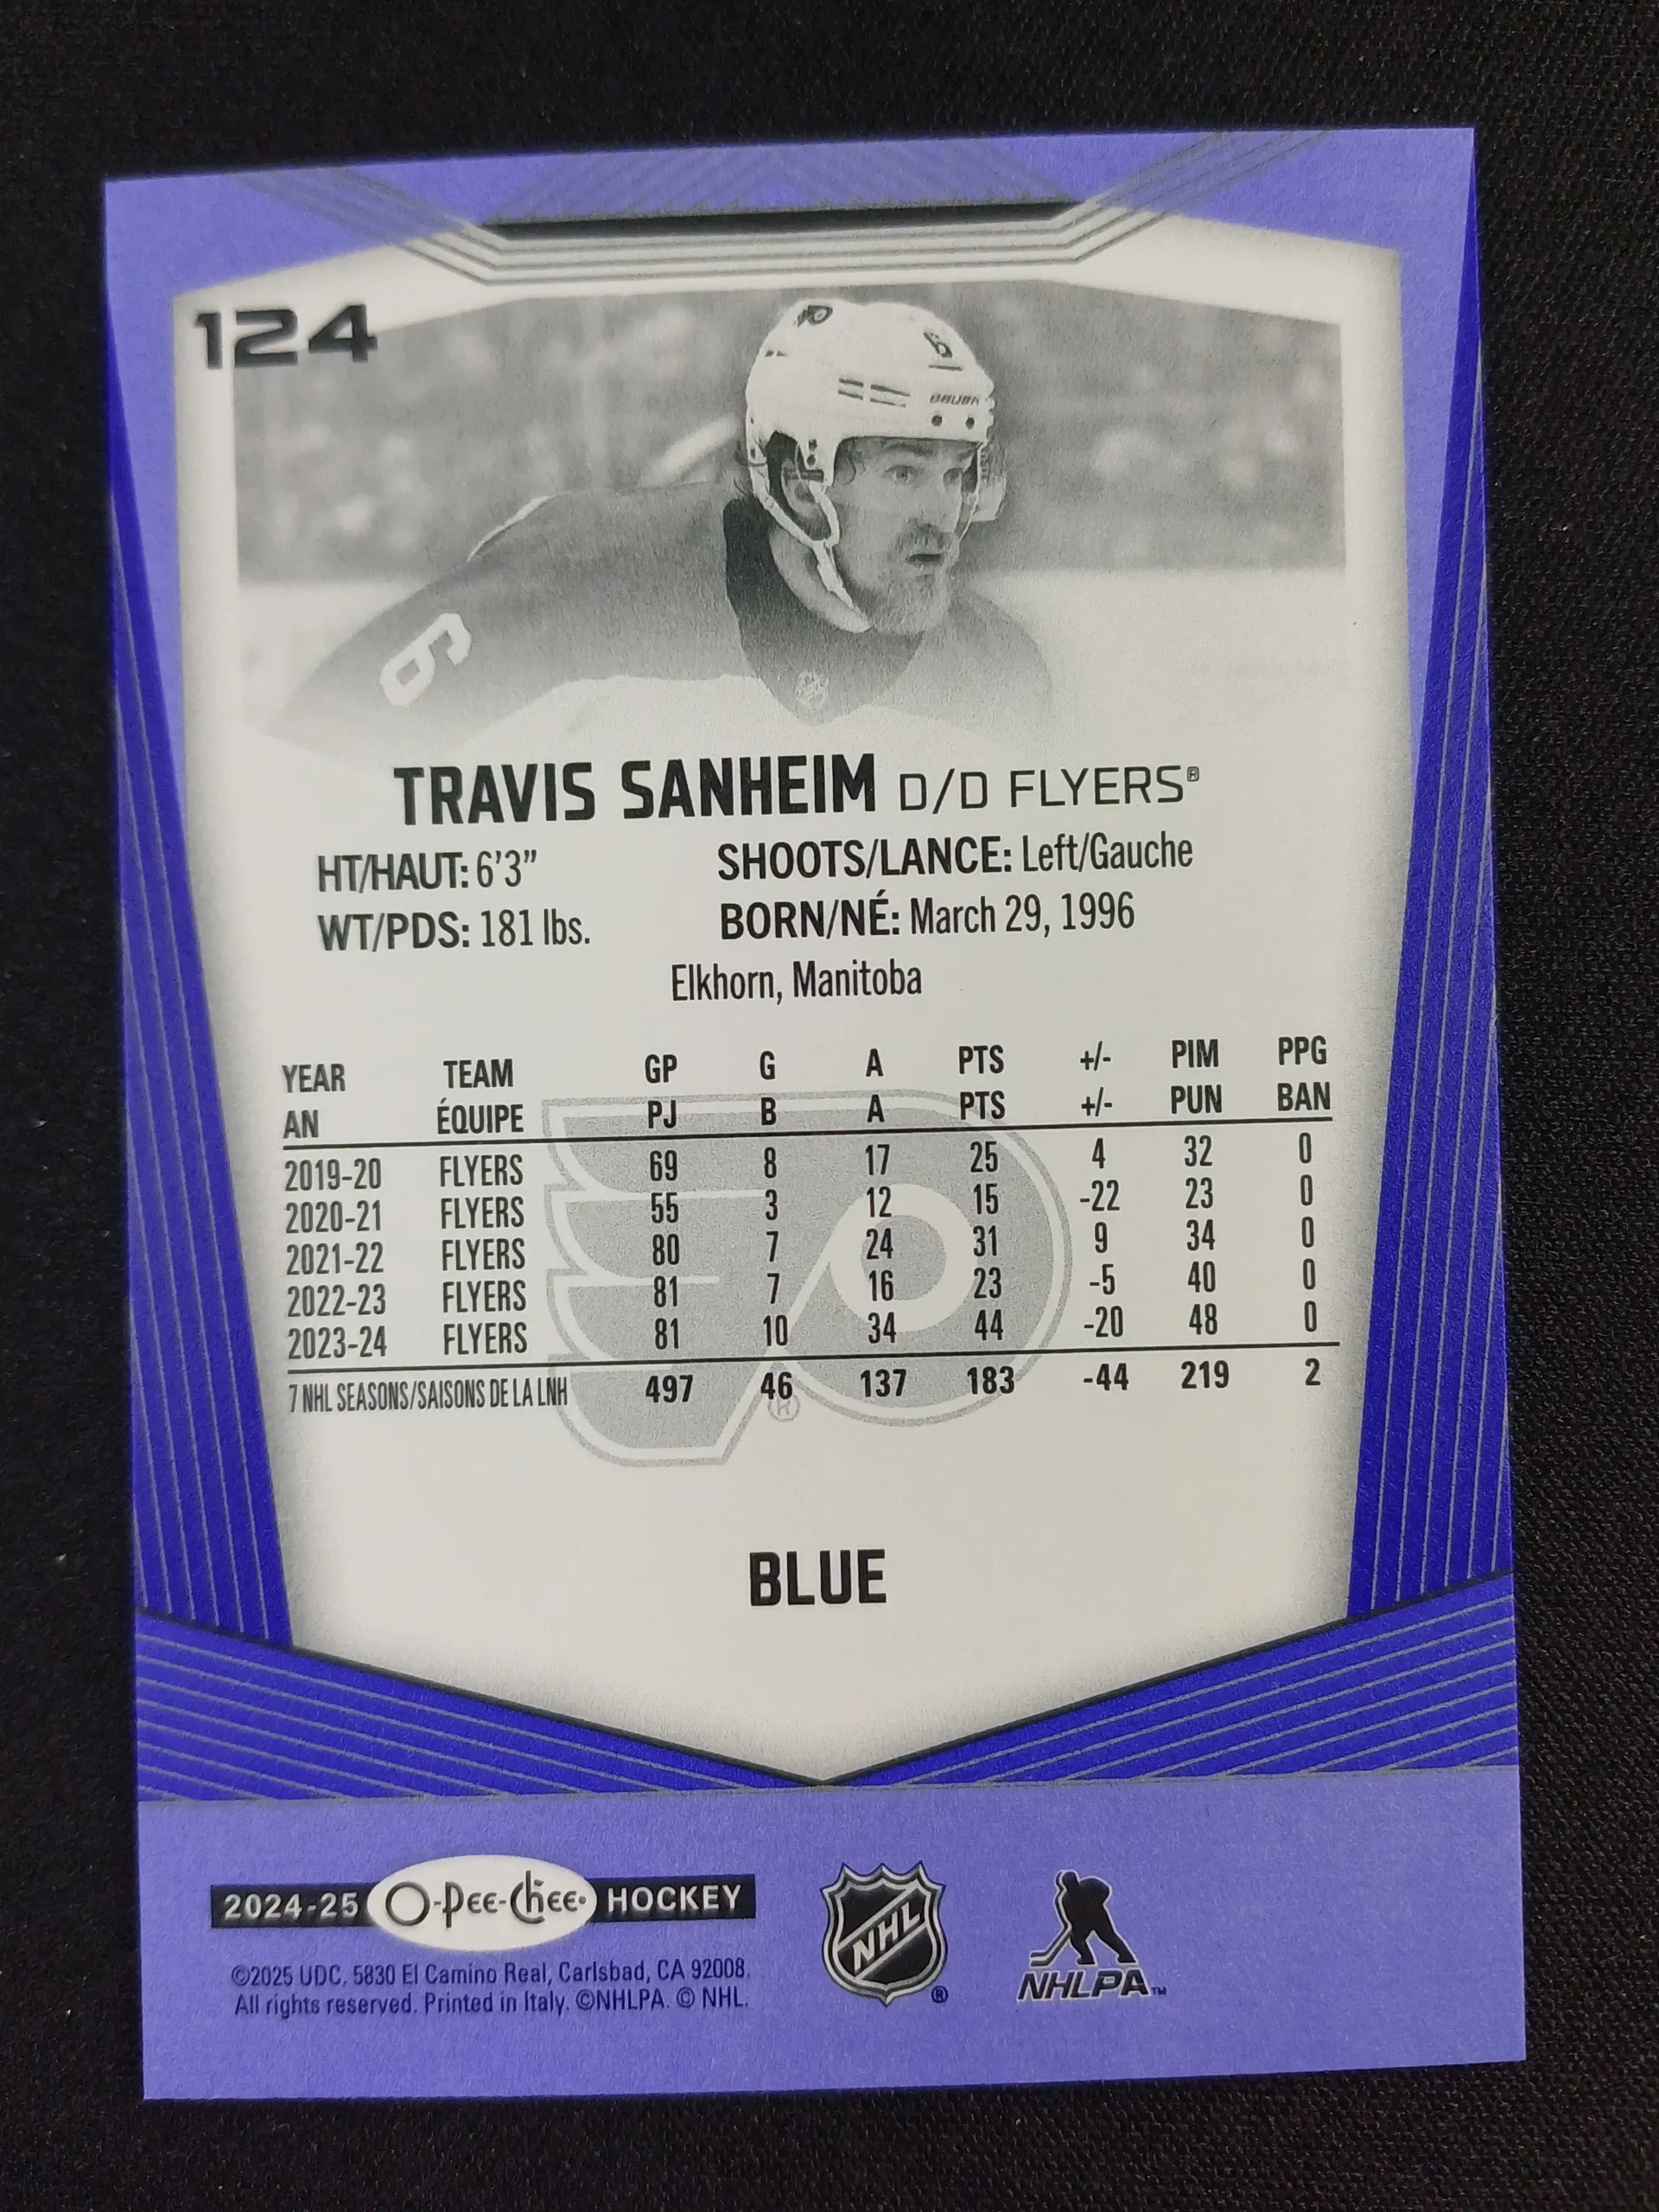 124
6
6
BAUER
TRAVIS SANHEIM D/D FLYERS®
HT/HAUT: 6'3" SHOOTS/LANCE: Left/Gauche
WT/PDS: 181 lbs. BORN/NÉ: March 29, 1996
Elkhorn, Manitoba
YEAR TEAM GP G A PTS +/- PIM PPG
AN ÉQUIPE PJ B A PTS +/- PUN BAN
2019-20 FLYERS 69 8 17 25 4 32 0
2020-21 FLYERS 55 3 12 15 -22 23 0
2021-22 FLYERS 80 7 24 31 9 34 0
2022-23 FLYERS 81 7 16 23 -5 40 0
2023-24 FLYERS 81 10 34 44 -20 48 0
7 NHL SEASONS/SAISONS DE LA LNH 497 46 137 183 -44 219 2
®
BLUE
2024-25 O-Pee-Chee® HOCKEY
©2025 UDC, 5830 El Camino Real, Carlsbad, CA 92008.
All rights reserved. Printed in Italy. ©NHLPA. © NHL.
NHL ®
NHLPA™